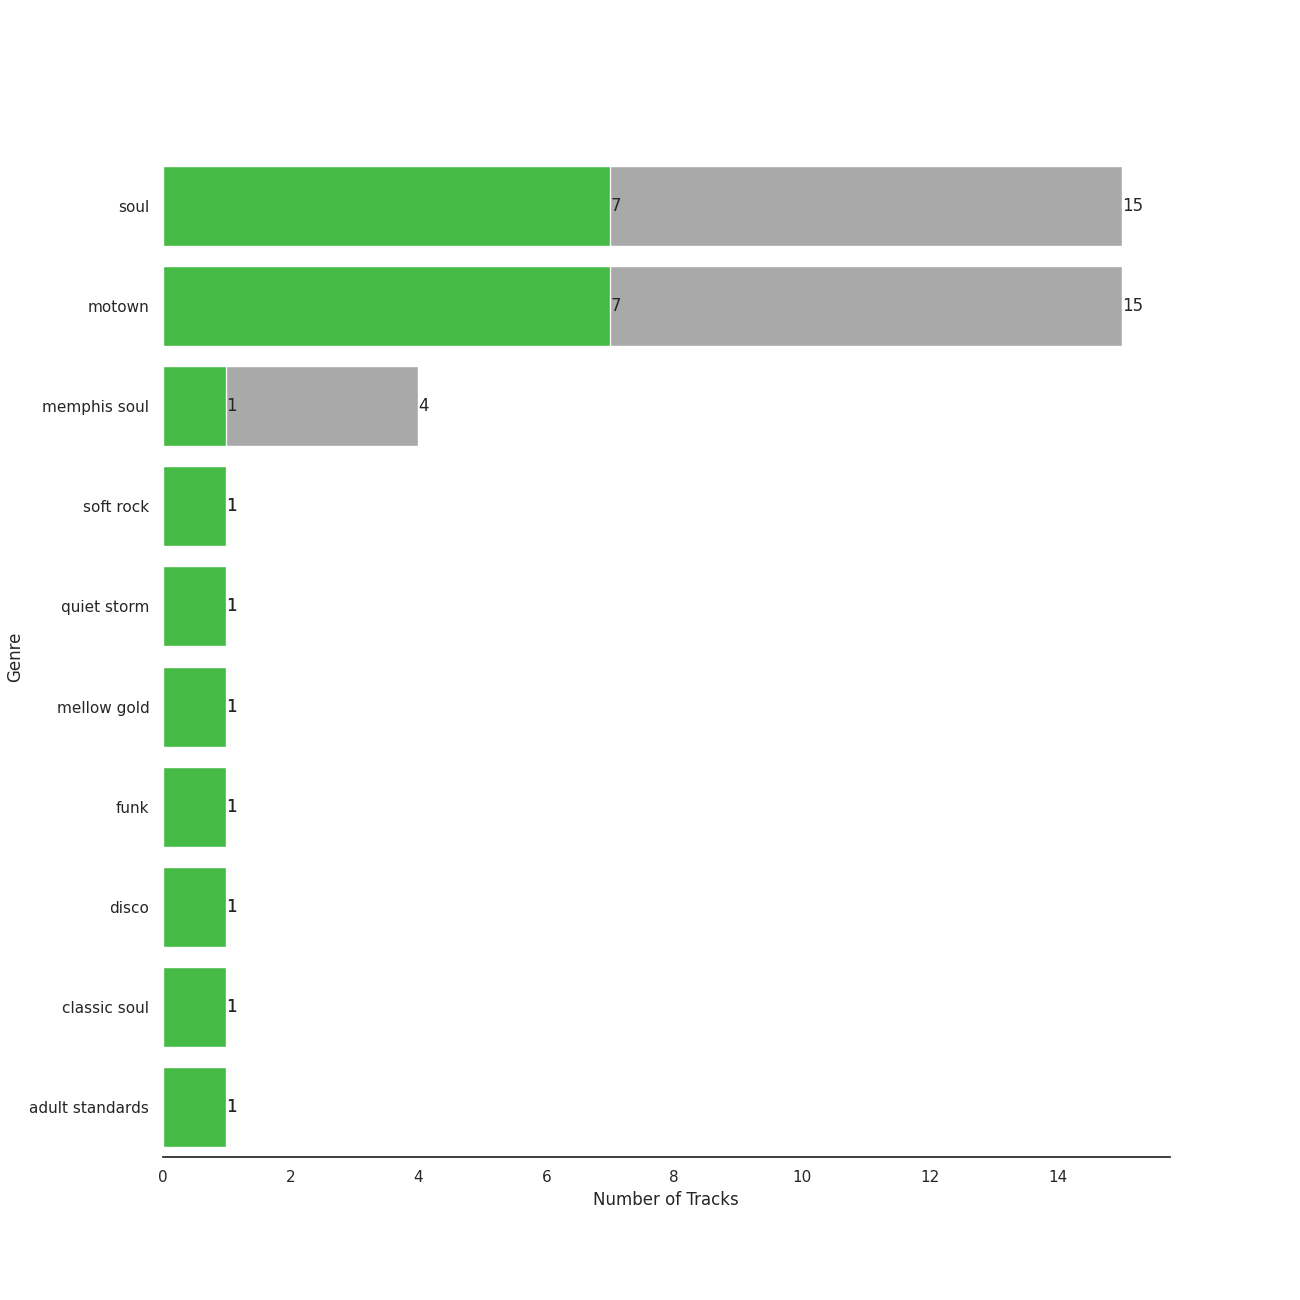 soul 7 15
motown 7 15
memphis soul 1 4
soft rock 1
quiet storm 1
Genre
mellow gold 1
funk 1
disco 1
classic soul 1
adult standards 1
0 2 4 6 8 10 12 14
Number of Tracks